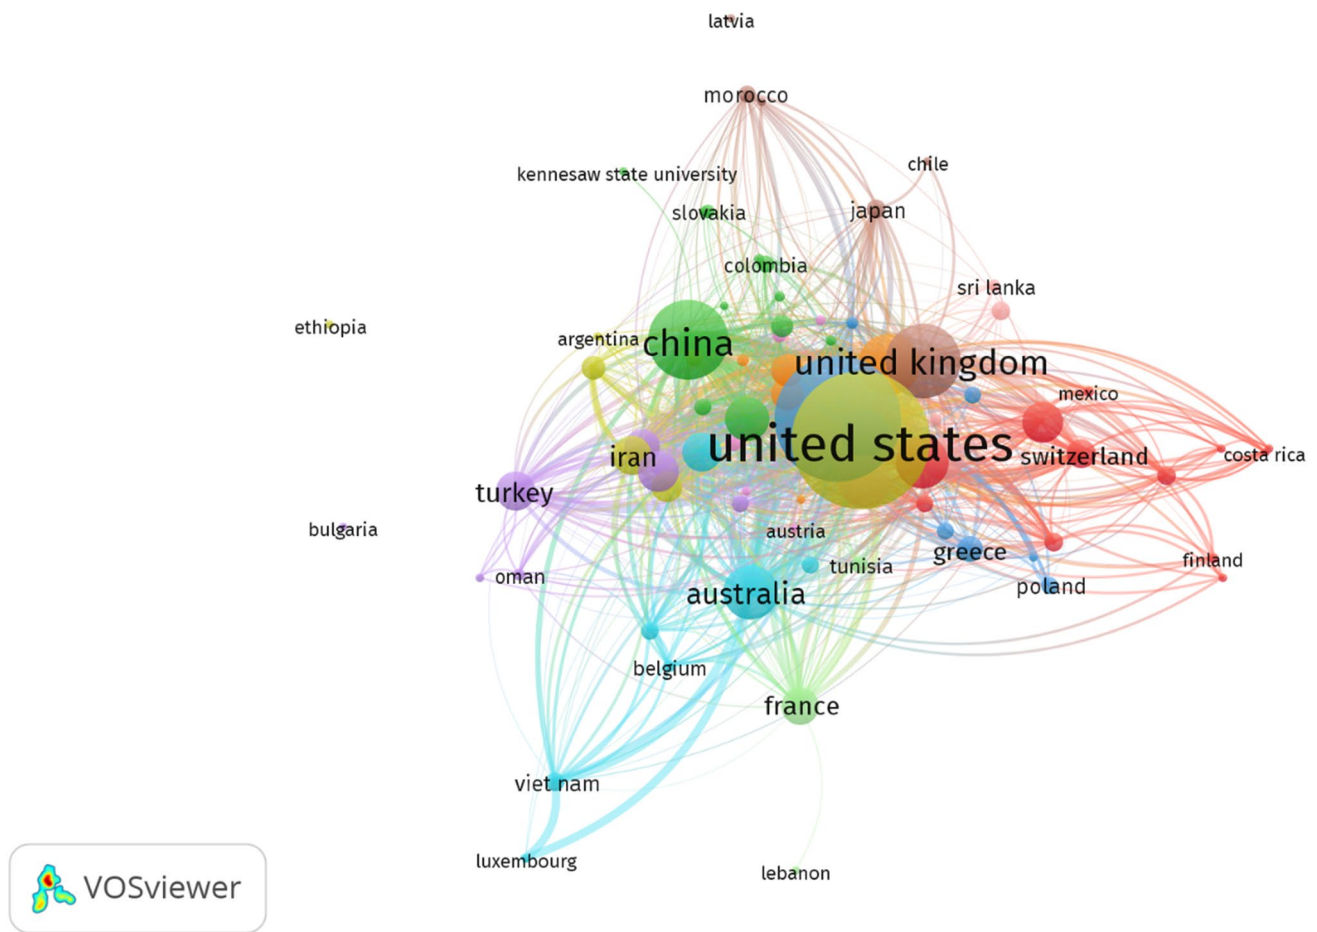 latvia
morocco
chile
kennesaw state university
slovakia
japan
colombia
sri lanka
ethiopia
argentina
china
united kingdom
mexico
united states
iran
switzerland
costa rica
turkey
bulgaria
austria
greece
tunisia
finland
oman
poland
australia
belgium
france
viet nam
luxembourg
lebanon
VOSviewer